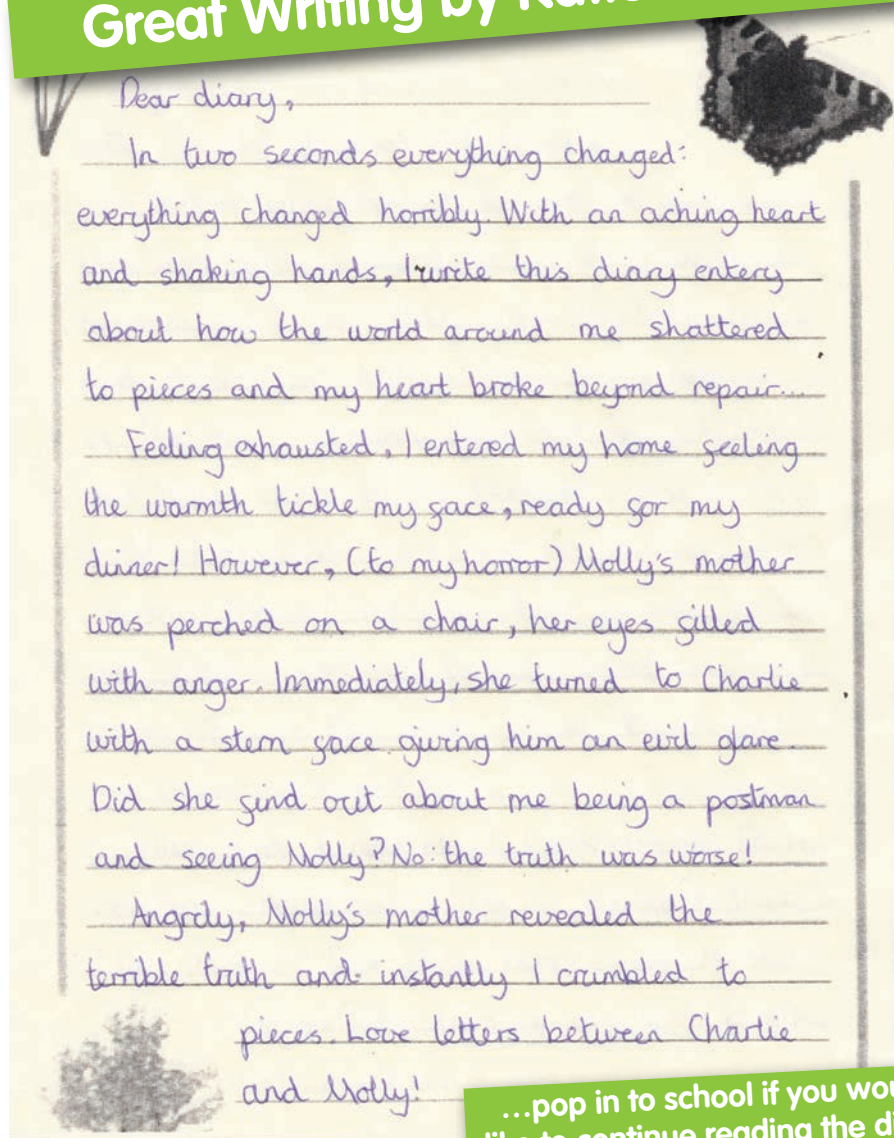 Great Writing by
Dear diary,
In two seconds everything changed:
everything changed horribly. With an aching heart
and shaking hands, I write this diary entery
about how the world around me shattered
to pieces and my heart broke beyond repair...
Feeling exhausted, I entered my home feeling
the warmth tickle my face, ready for my
dinner! However, (to my horror) Molly's mother
was perched on a chair, her eyes filled
with anger. Immediately, she turned to Charlie
with a stern face giving him an evil glare.
Did she find out about me being a postman
and seeing Molly? No: the truth was worse!
Angrily, Molly's mother revealed the
terrible truth and instantly I crumbled to
pieces. Love letters between Charlie
and Molly!
...pop in to school if you
continue reading the